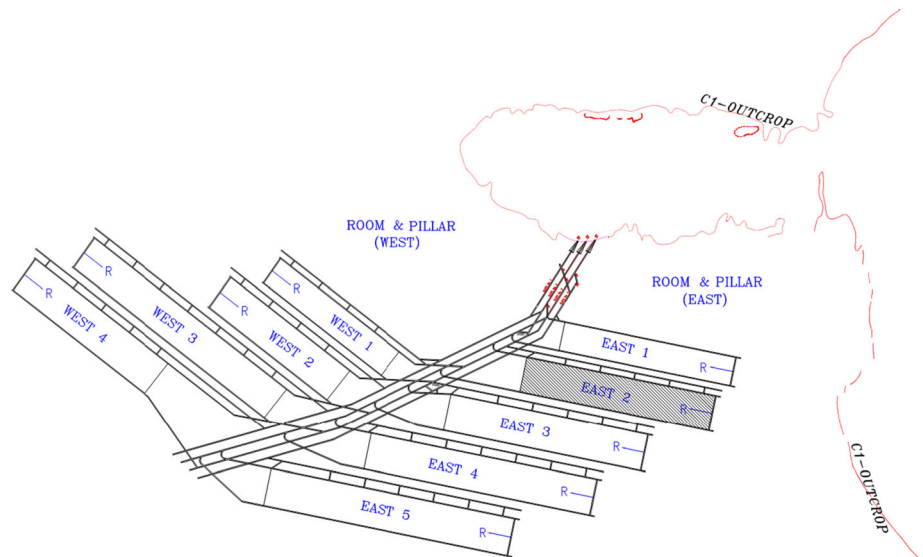 C1-OUTCROP
ROOM & PILLAR
(WEST)
ROOM & PILLAR
(EAST)
R
WEST 4
R
WEST 3
R
WEST 2
R
WEST 1
EAST 1
R
EAST 2
R
EAST 3
R
EAST 4
R
EAST 5
R
C1-OUTCROP